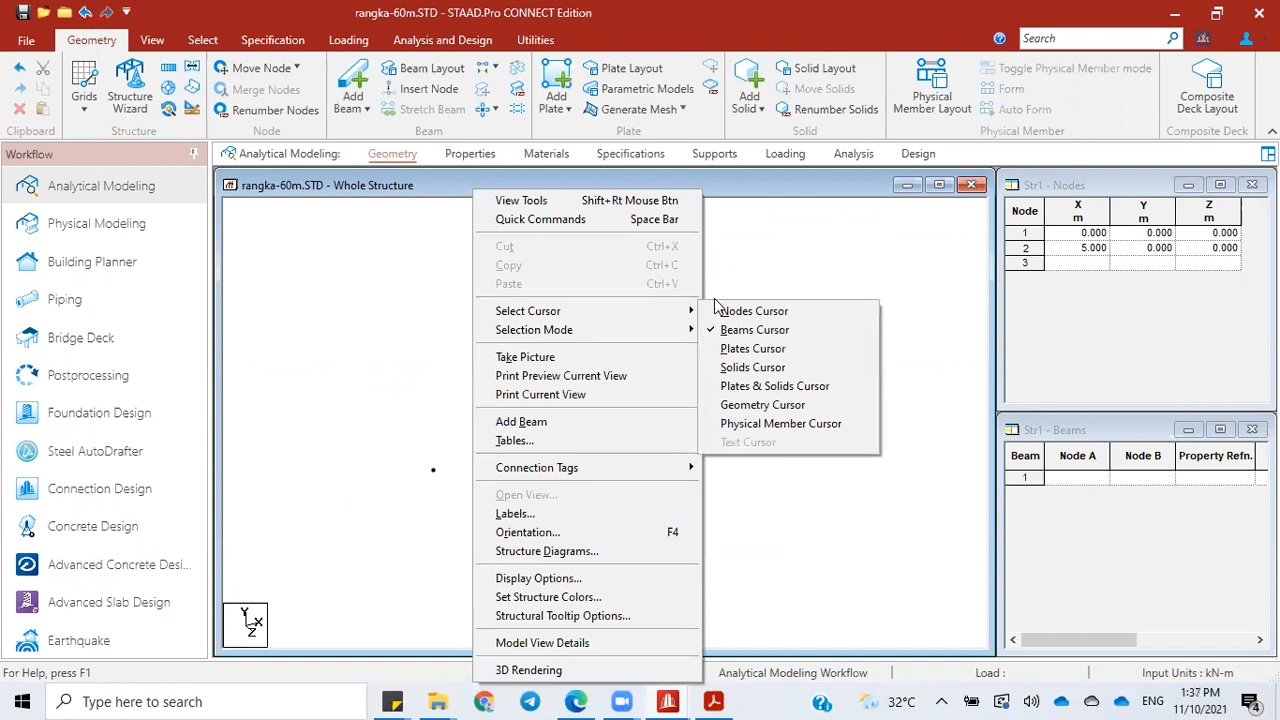 rangka-60m.STD - STAAD.Pro CONNECT Edition
File Geometry View Select Specification Loading Analysis and Design Utilities Search
Grids
Structure Wizard
Move Node
Merge Nodes
Renumber Nodes
Add Beam
Beam Layout
Insert Node
Stretch Beam
Add Plate
Plate Layout
Parametric Models
Generate Mesh
Add Solid
Solid Layout
Move Solids
Renumber Solids
Physical Member Layout
Toggle Physical Member mode
Form
Auto Form
Composite Deck Layout
Clipboard Structure Node Beam Plate Solid Physical Member Composite Deck
Workflow
Analytical Modeling: Geometry Properties Materials Specifications Supports Loading Analysis Design
Analytical Modeling
Physical Modeling
Building Planner
Piping
Bridge Deck
Postprocessing
Foundation Design
Steel AutoDrafter
Connection Design
Concrete Design
Advanced Concrete Desi...
Advanced Slab Design
Earthquake
rangka-60m.STD - Whole Structure
View Tools Shift+Rt Mouse Btn
Quick Commands Space Bar
Cut Ctrl+X
Copy Ctrl+C
Paste Ctrl+V
Select Cursor
Selection Mode
Take Picture
Print Preview Current View
Print Current View
Add Beam
Tables...
Connection Tags
Open View...
Labels...
Orientation... F4
Structure Diagrams...
Display Options...
Set Structure Colors...
Structural Tooltip Options...
Model View Details
3D Rendering
Nodes Cursor
Beams Cursor
Plates Cursor
Solids Cursor
Plates & Solids Cursor
Geometry Cursor
Physical Member Cursor
Text Cursor
Y
X
Z
Str1 - Nodes
Node X m Y m Z m
1 0.000 0.000 0.000
2 5.000 0.000 0.000
3
Str1 - Beams
Beam Node A Node B Property Refn.
1
For Help, press F1 Analytical Modeling Workflow Load : Input Units : kN-m
Type here to search 32°C ENG 1:37 PM
11/10/2021 4